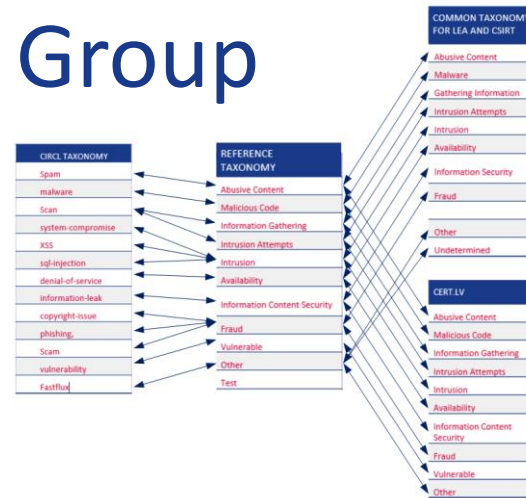 Group
CIRCL TAXONOMY
Spam
malware
Scan
system-compromise
XSS
sql-injection
denial-of-service
information-leak
copyright-issue
phishing,
Scam
vulnerability
Fastflux
REFERENCE
TAXONOMY
Abusive Content
Malicious Code
Information Gathering
Intrusion Attempts
Intrusion
Availability
Information Content Security
Fraud
Vulnerable
Other
Test
COMMON TAXONOMY
FOR LEA AND CSIRT
Abusive Content
Malware
Gathering Information
Intrusion Attempts
Intrusion
Availability
Information Security
Fraud
Other
Undetermined
CERT.LV
Abusive Content
Malicious Code
Information Gathering
Intrusion Attempts
Intrusion
Availability
Information Content
Security
Fraud
Vulnerable
Other